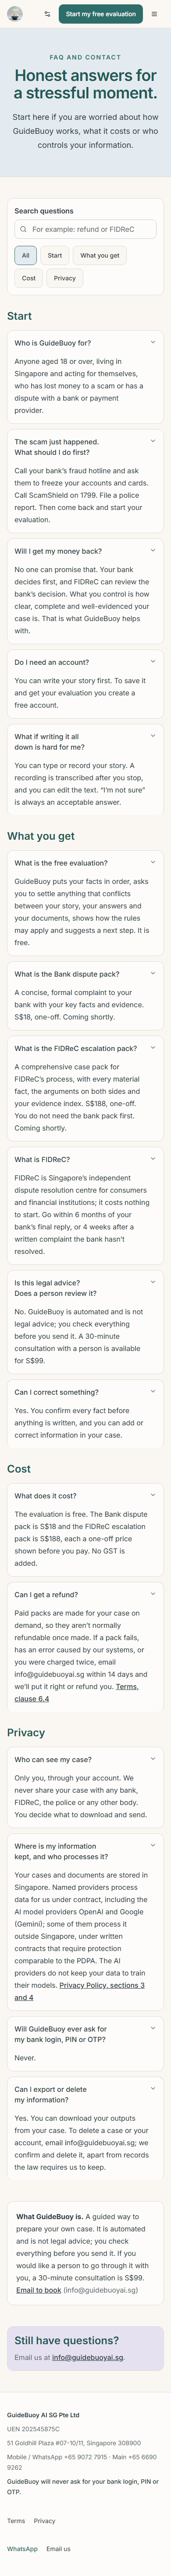 Start my free evaluation
FAQ AND CONTACT
Honest answers for
a stressful moment.
Start here if you are worried about how
GuideBuoy works, what it costs or who
controls your information.
Search questions
For example: refund or FIDReC
All
Start
What you get
Cost
Privacy
Start
Who is GuideBuoy for?
Anyone aged 18 or over, living in
Singapore and acting for themselves,
who has lost money to a scam or has a
dispute with a bank or payment
provider.
The scam just happened.
What should I do first?
Call your bank's fraud hotline and ask
them to freeze your accounts and cards.
Call ScamShield on 1799. File a police
report. Then come back and start your
evaluation.
Will I get my money back?
No one can promise that. Your bank
decides first, and FIDReC can review the
bank's decision. What you control is how
clear, complete and well-evidenced your
case is. That is what GuideBuoy helps
with.
Do I need an account?
You can write your story first. To save it
and get your evaluation you create a
free account.
What if writing it all
down is hard for me?
You can type or record your story. A
recording is transcribed after you stop,
and you can edit the text. "I'm not sure"
is always an acceptable answer.
What you get
What is the free evaluation?
GuideBuoy puts your facts in order, asks
you to settle anything that conflicts
between your story, your answers and
your documents, shows how the rules
may apply and suggests a next step. It is
free.
What is the Bank dispute pack?
A concise, formal complaint to your
bank with your key facts and evidence.
S$18, one-off. Coming shortly.
What is the FIDReC escalation pack?
A comprehensive case pack for
FIDReC's process, with every material
fact, the arguments on both sides and
your evidence index. S$188, one-off.
You do not need the bank pack first.
Coming shortly.
What is FIDReC?
FIDReC is Singapore's independent
dispute resolution centre for consumers
and financial institutions; it costs nothing
to start. Go within 6 months of your
bank's final reply, or 4 weeks after a
written complaint the bank hasn't
resolved.
Is this legal advice?
Does a person review it?
No. GuideBuoy is automated and is not
legal advice; you check everything
before you send it. A 30-minute
consultation with a person is available
for S$99.
Can I correct something?
Yes. You confirm every fact before
anything is written, and you can add or
correct information in your case.
Cost
What does it cost?
The evaluation is free. The Bank dispute
pack is S$18 and the FIDReC escalation
pack is S$188, each a one-off price
shown before you pay. No GST is
added.
Can I get a refund?
Paid packs are made for your case on
demand, so they aren't normally
refundable once made. If a pack fails,
has an error caused by our systems, or
you were charged twice, email
info@guidebuoyai.sg within 14 days and
we'll put it right or refund you. Terms,
clause 6.4
Privacy
Who can see my case?
Only you, through your account. We
never share your case with any bank,
FIDReC, the police or any other body.
You decide what to download and send.
Where is my information
kept, and who processes it?
Your cases and documents are stored in
Singapore. Named providers process
data for us under contract, including the
AI model providers OpenAI and Google
(Gemini); some of them process it
outside Singapore, under written
contracts that require protection
comparable to the PDPA. The AI
providers do not keep your data to train
their models. Privacy Policy, sections 3
and 4
Will GuideBuoy ever ask for
my bank login, PIN or OTP?
Never.
Can I export or delete
my information?
Yes. You can download your outputs
from your case. To delete a case or your
account, email info@guidebuoyai.sg; we
confirm and delete it, apart from records
the law requires us to keep.
What GuideBuoy is. A guided way to
prepare your own case. It is automated
and is not legal advice; you check
everything before you send it. If you
would like a person to go through it with
you, a 30-minute consultation is S$99.
Email to book (info@guidebuoyai.sg)
Still have questions?
Email us at info@guidebuoyai.sg.
GuideBuoy AI SG Pte Ltd
UEN 202545875C
51 Goldhill Plaza #07-10/11, Singapore 308900
Mobile / WhatsApp +65 9072 7915 · Main +65 6690
9262
GuideBuoy will never ask for your bank login, PIN or
OTP.
Terms
Privacy
WhatsApp
Email us